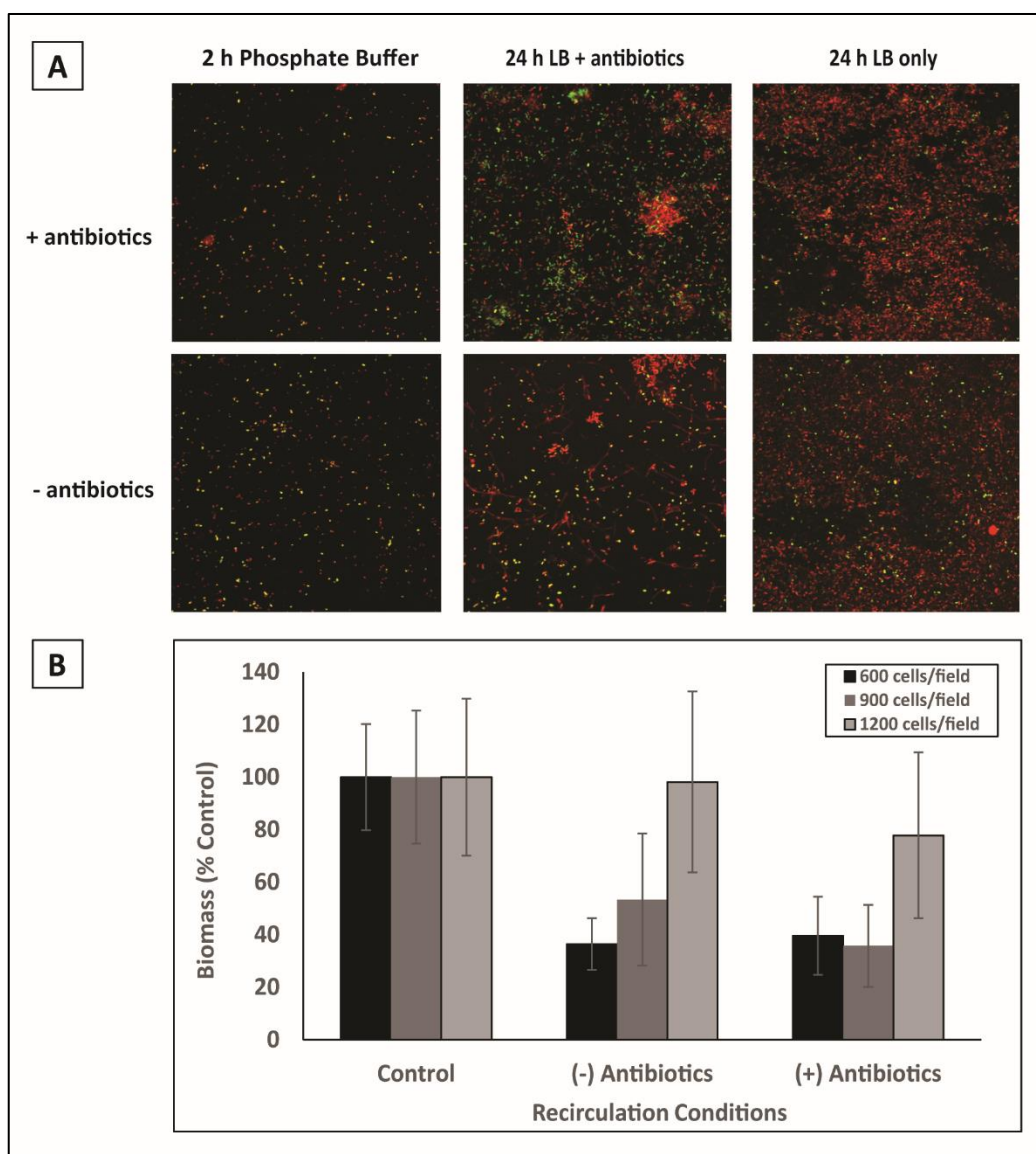 A
2 h Phosphate Buffer
24 h LB + antibiotics
24 h LB only
+ antibiotics
- antibiotics
B
140
120
100
80
60
40
20
0
Biomass (% Control)
600 cells/field
900 cells/field
1200 cells/field
Control
(-) Antibiotics
(+) Antibiotics
Recirculation Conditions